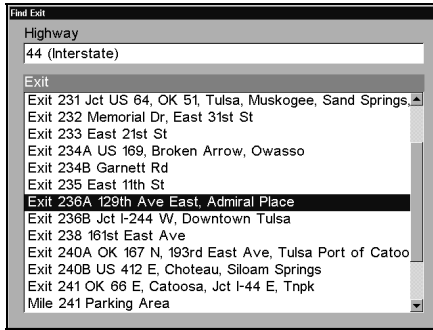 Find Exit
Highway
44 (Interstate)
Exit
Exit 231 Jct US 64, OK 51, Tulsa, Muskogee, Sand Springs,
Exit 232 Memorial Dr, East 31st St
Exit 233 East 21st St
Exit 234A US 169, Broken Arrow, Owasso
Exit 234B Garnett Rd
Exit 235 East 11th St
Exit 236A 129th Ave East, Admiral Place
Exit 236B Jct I-244 W, Downtown Tulsa
Exit 238 161st East Ave
Exit 240A OK 167 N, 193rd East Ave, Tulsa Port of Catoo
Exit 240B US 412 E, Choteau, Siloam Springs
Exit 241 OK 66 E, Catoosa, Jct I-44 E, Tnpk
Mile 241 Parking Area